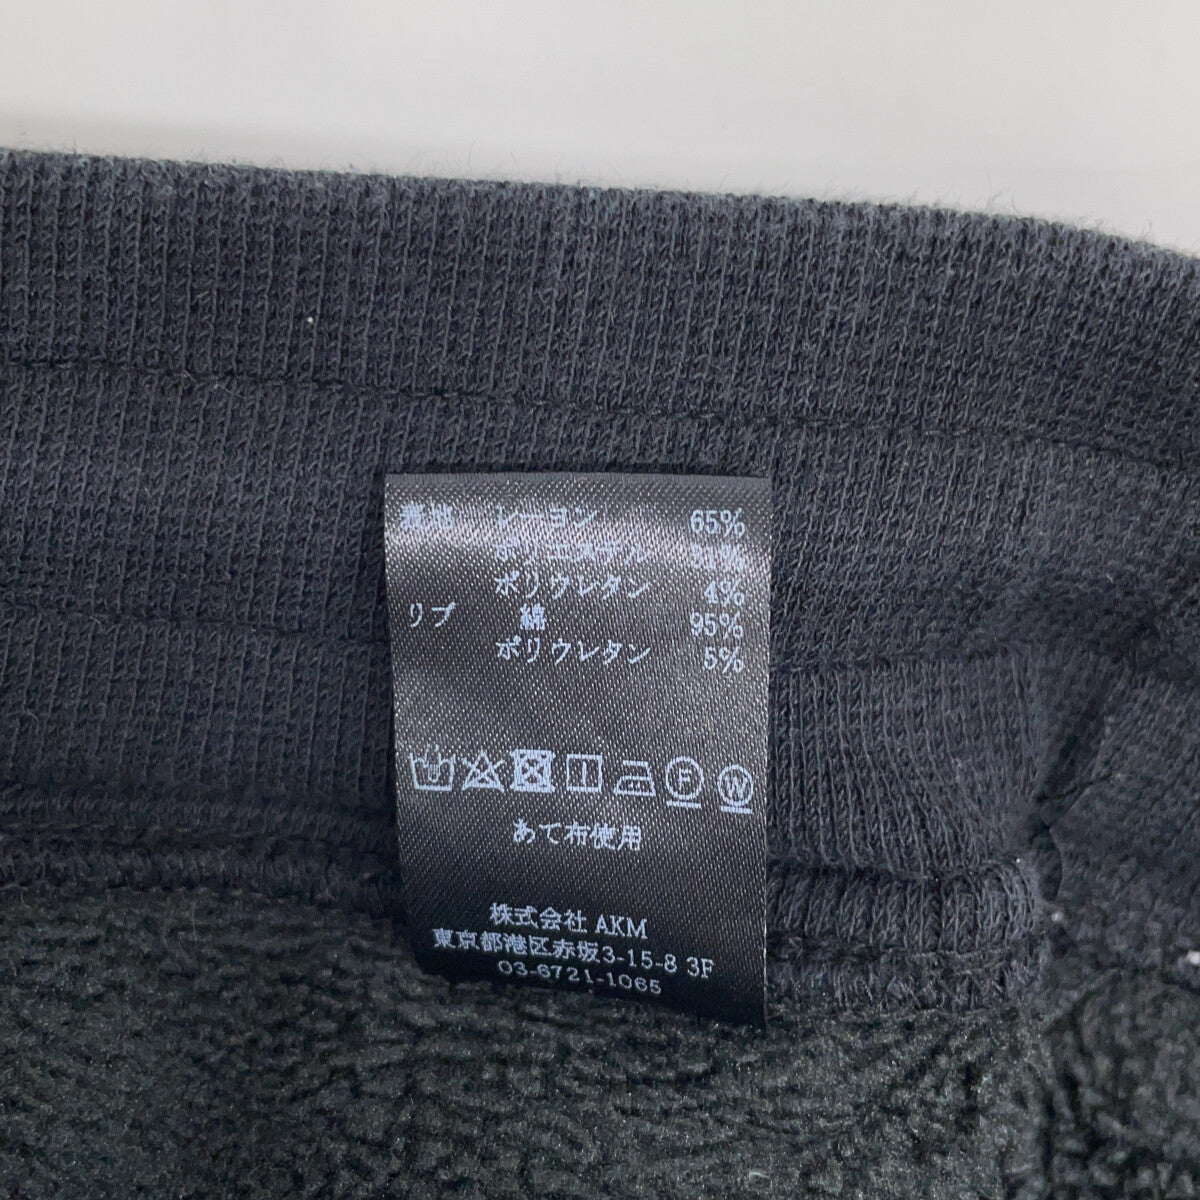 表地 レーヨン 65%
ポリエステル 31%
ポリウレタン 4%
リブ 綿 95%
ポリウレタン 5%
あて布使用
株式会社 AKM
東京都港区赤坂3-15-8 3F
03-6721-1065